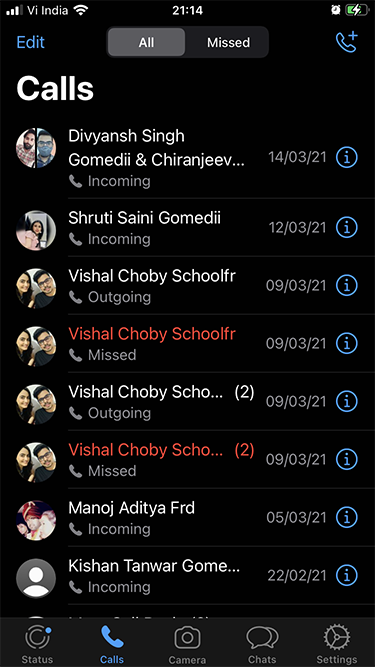 Vi India 21:14
Edit All Missed
Calls
Divyansh Singh
Gomedii & Chiranjeev...
14/03/21
Incoming
Shruti Saini Gomedii
12/03/21
Incoming
Vishal Choby Schoolfr
09/03/21
Outgoing
Vishal Choby Schoolfr
09/03/21
Missed
Vishal Choby Scho... (2)
09/03/21
Outgoing
Vishal Choby Scho... (2)
09/03/21
Missed
Manoj Aditya Frd
05/03/21
Incoming
Kishan Tanwar Gome...
22/02/21
Incoming
Status Calls Camera Chats Settings